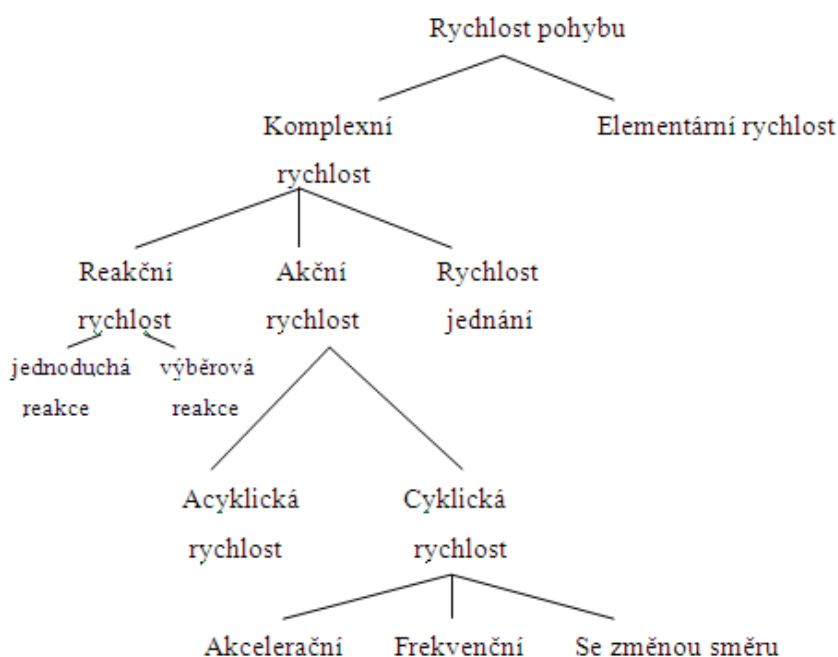 Rychlost pohybu
Komplexní Elementární rychlost
rychlost
Reakční Akční Rychlost
rychlost rychlost jednání
jednoduchá výběrová
reakce reakce
Acyklická Cyklická
rychlost rychlost
Akcelerační Frekvenční Se změnou směru